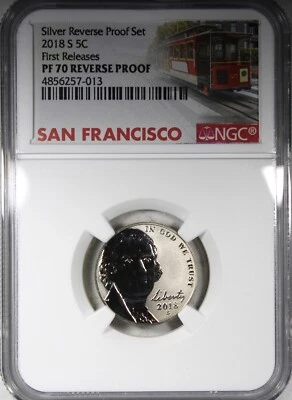 Silver Reverse Proof Set
2018 S 5C
First Releases
PF 70 REVERSE PROOF
4856257-013
SAN FRANCISCO
NGC®
IN GOD WE TRUST
Liberty
2018
S